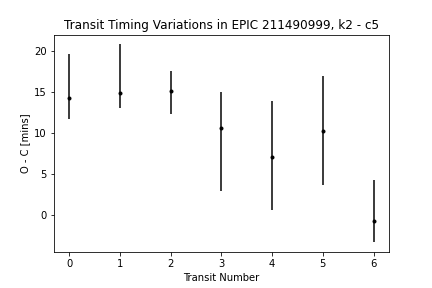 Transit Timing Variations in EPIC 211490999, k2 - c5
O - C [mins]
20
15
10
5
0
0 1 2 3 4 5 6
Transit Number